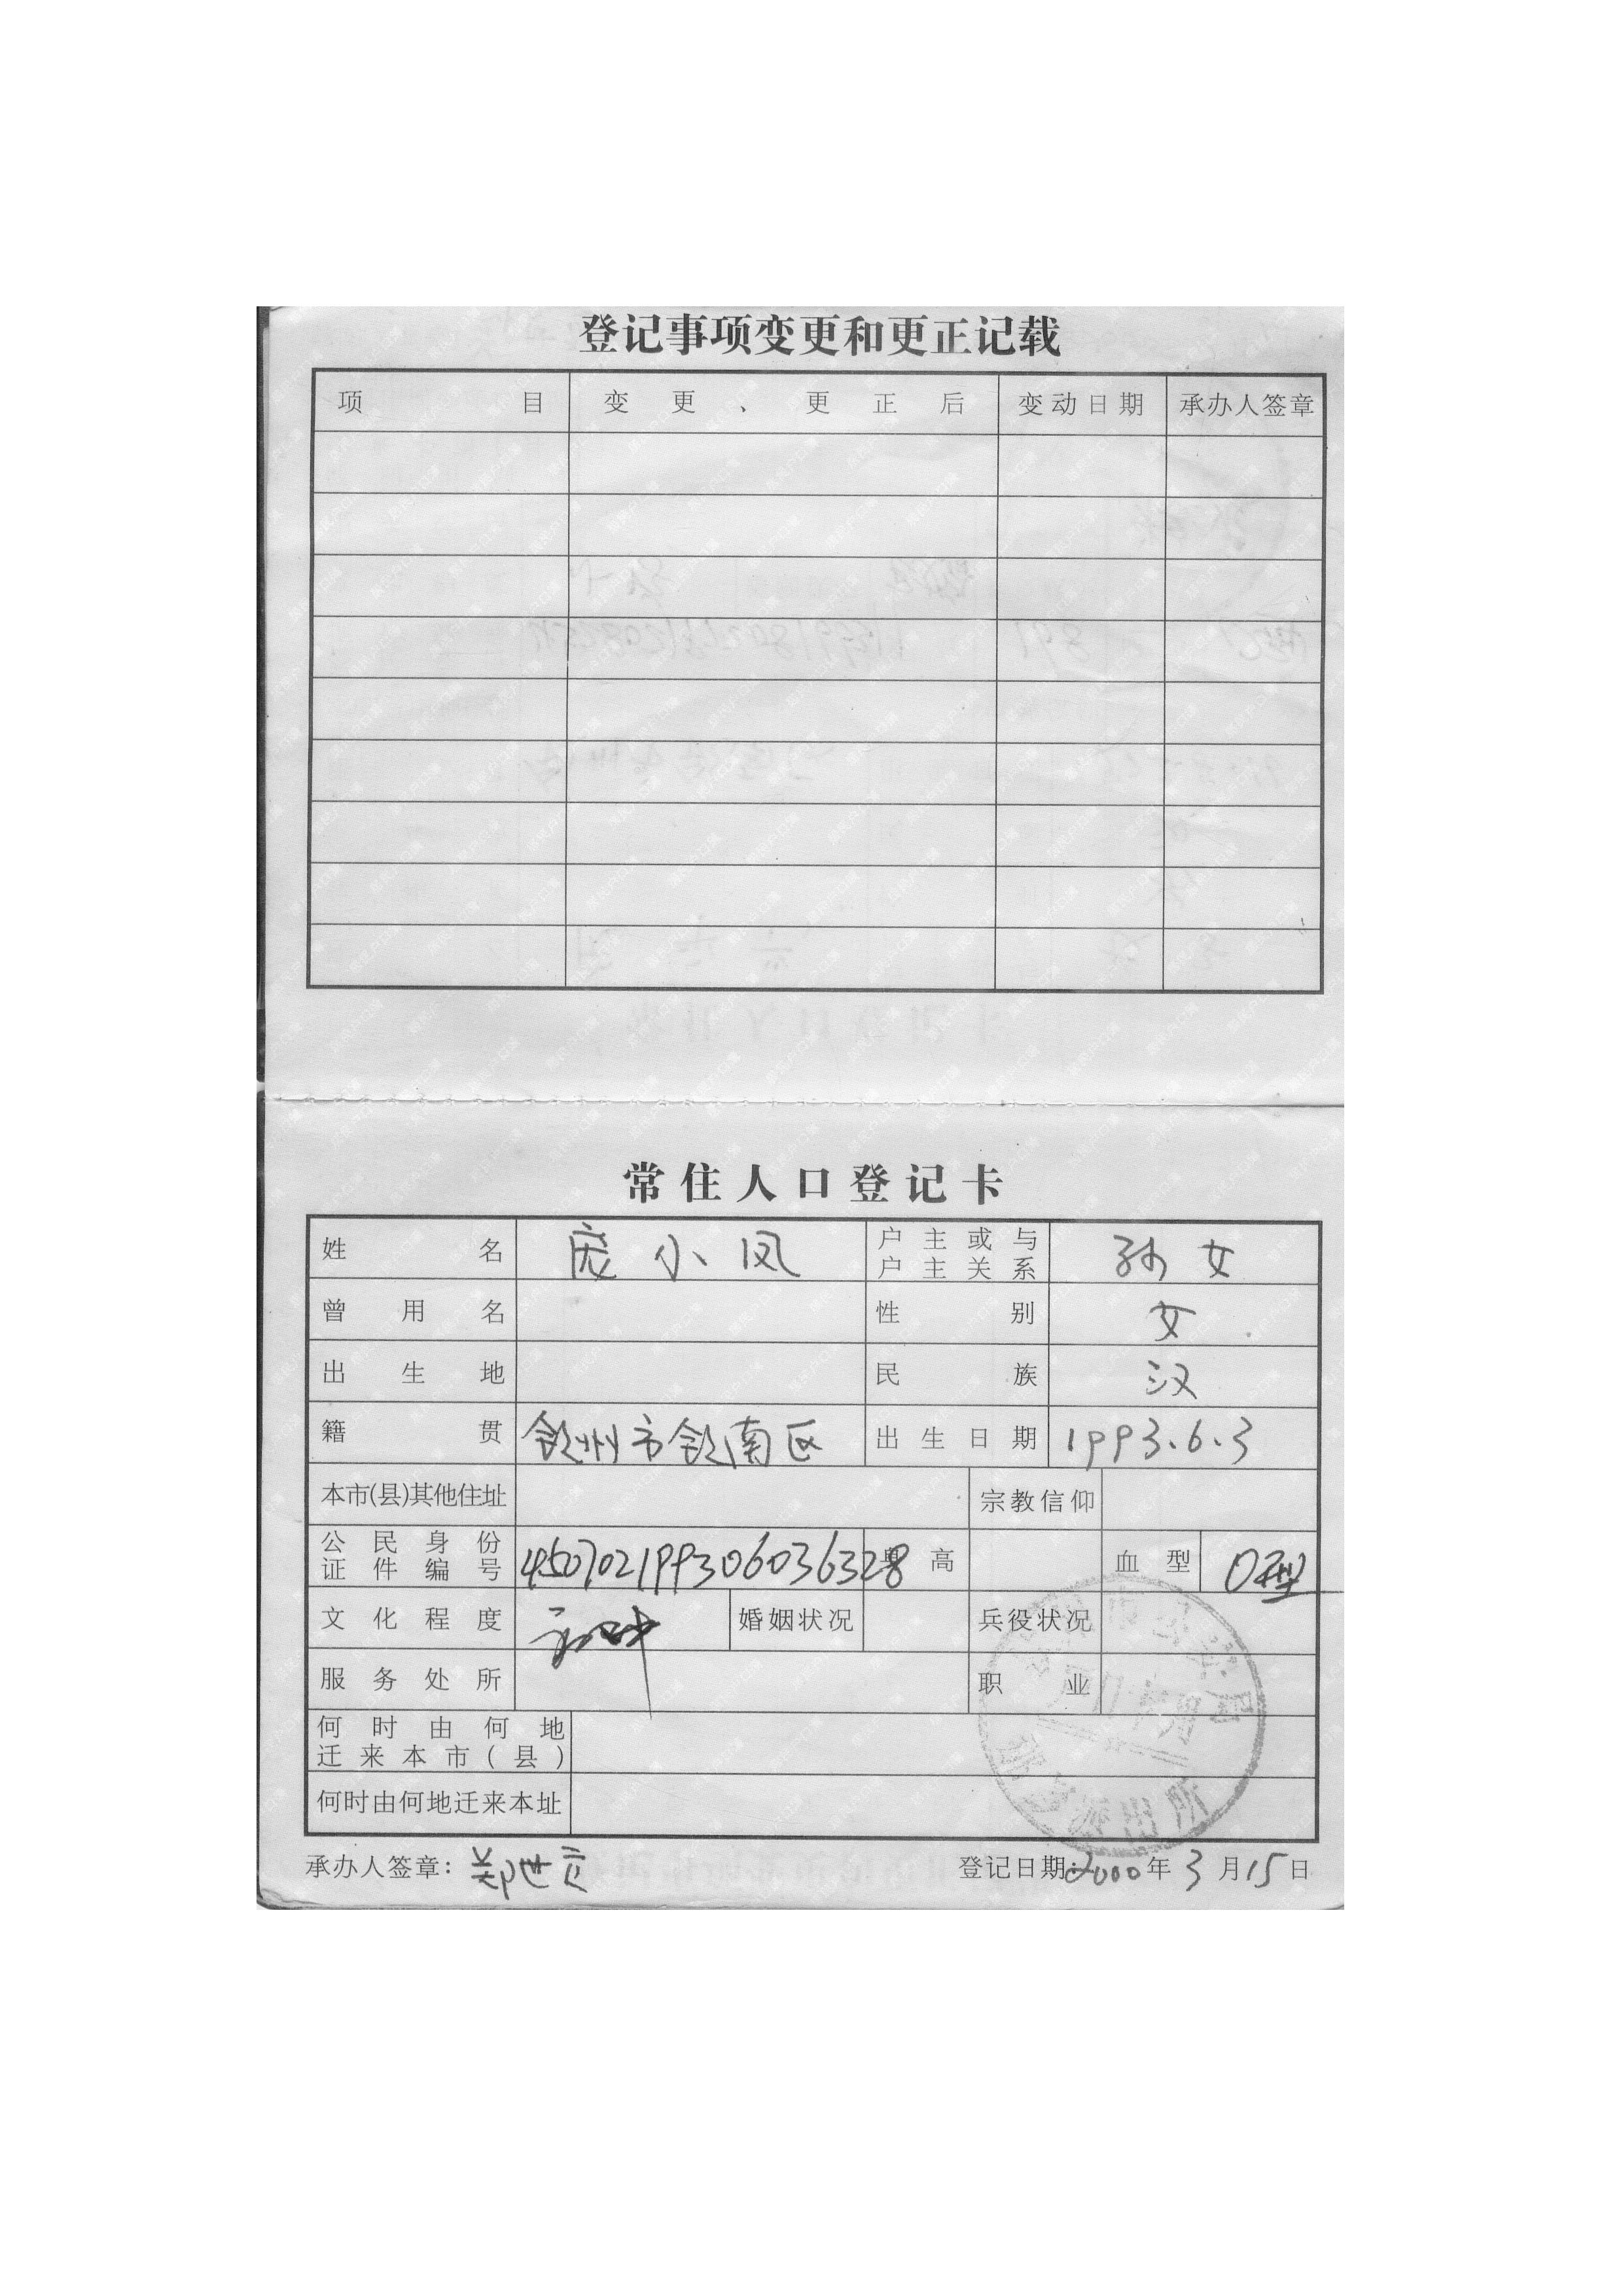 登记事项变更和更正记载
项目 变更、更正后 变动日期 承办人签章
常住人口登记卡
姓名 庞小凤 户主或与户主关系 孙女
曾用名 性别 女
出生地 民族 汉
籍贯 钦州市钦南区 出生日期 1993.6.3
本市(县)其他住址 宗教信仰
公民身份证件编号 450702199306036328 身高 血型 O型
文化程度 婚姻状况 兵役状况
服务处所 职业
何时由何地迁来本市(县)
何时由何地迁来本址
承办人签章: 郑世立 登记日期: 2000年3月15日